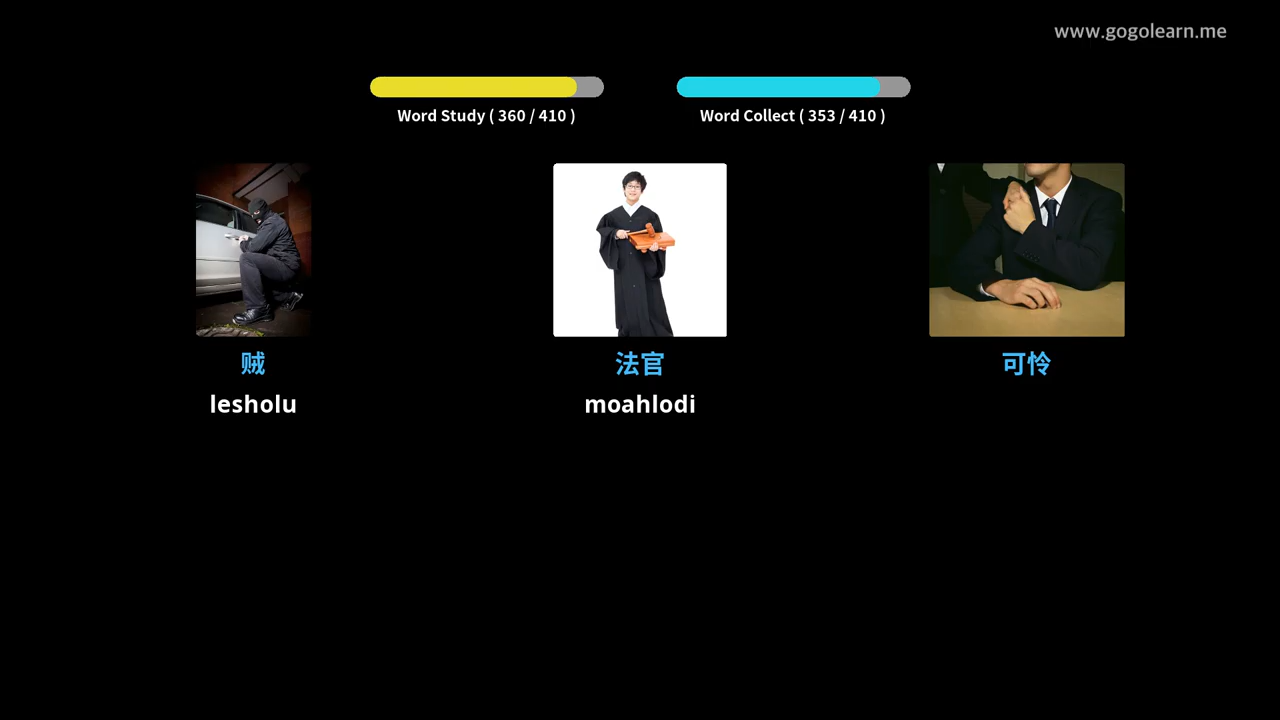 www.gogolearn.me
Word Study ( 360 / 410 )
Word Collect ( 353 / 410 )
贼
法官
可怜
lesholu
moahlodi